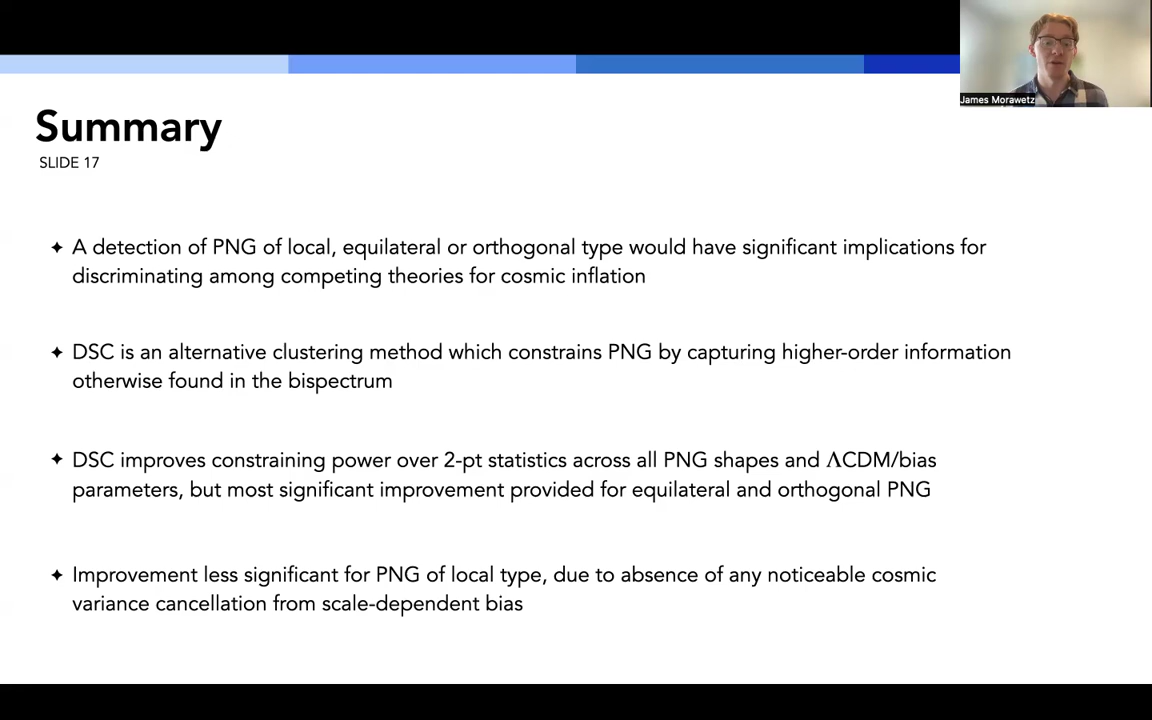 James Morawetz
Summary
SLIDE 17
✦ A detection of PNG of local, equilateral or orthogonal type would have significant implications for
discriminating among competing theories for cosmic inflation
✦ DSC is an alternative clustering method which constrains PNG by capturing higher-order information
otherwise found in the bispectrum
✦ DSC improves constraining power over 2-pt statistics across all PNG shapes and ΛCDM/bias
parameters, but most significant improvement provided for equilateral and orthogonal PNG
✦ Improvement less significant for PNG of local type, due to absence of any noticeable cosmic
variance cancellation from scale-dependent bias